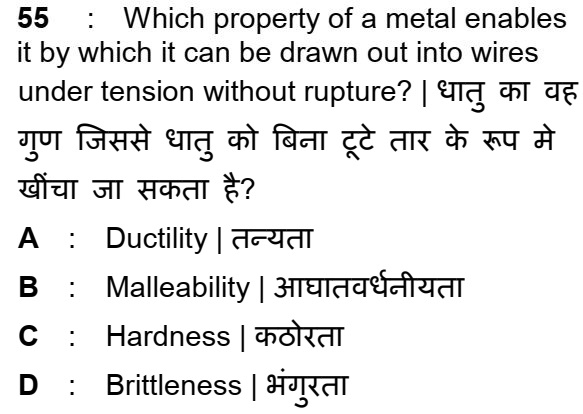 55 : Which property of a metal enables
it by which it can be drawn out into wires
under tension without rupture? | धातु का वह
गुण जिससे धातु को बिना टूटे तार के रूप मे
खींचा जा सकता है?
A : Ductility | तन्यता
B : Malleability | आघातवर्धनीयता
C : Hardness | कठोरता
D : Brittleness | भंगुरता